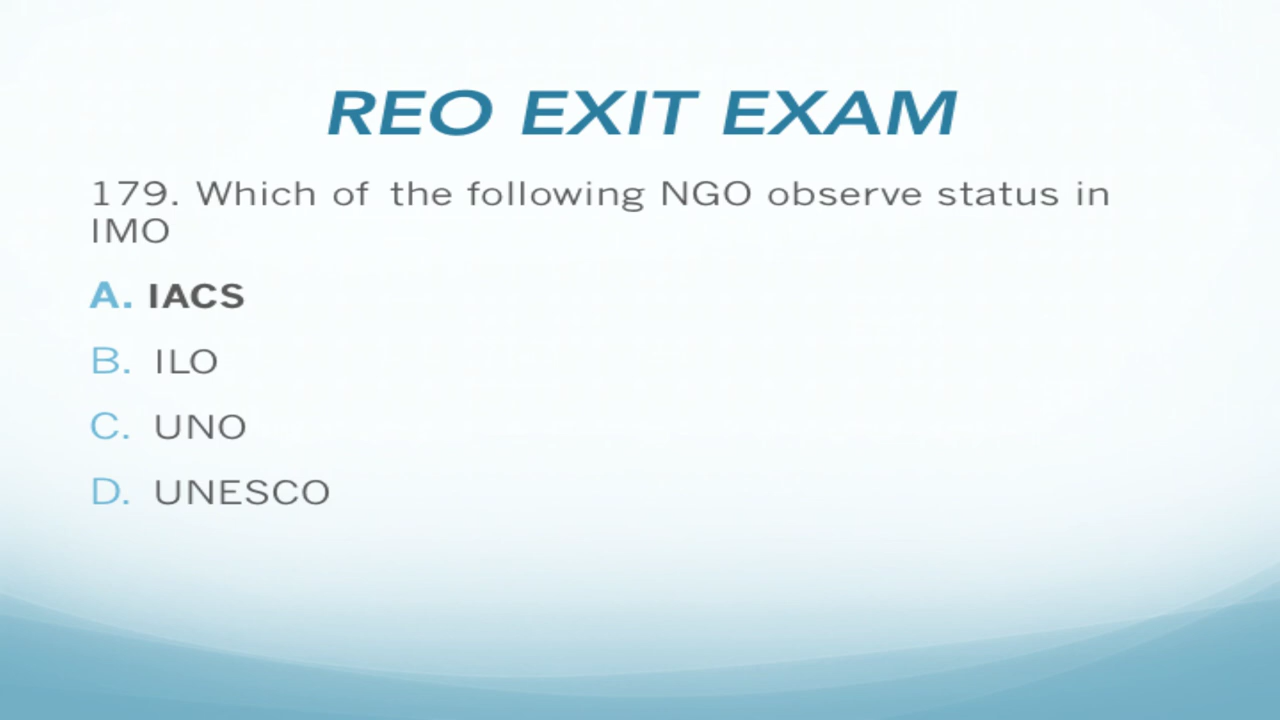 REO EXIT EXAM
179. Which of the following NGO observe status in
IMO
A. IACS
B. ILO
C. UNO
D. UNESCO